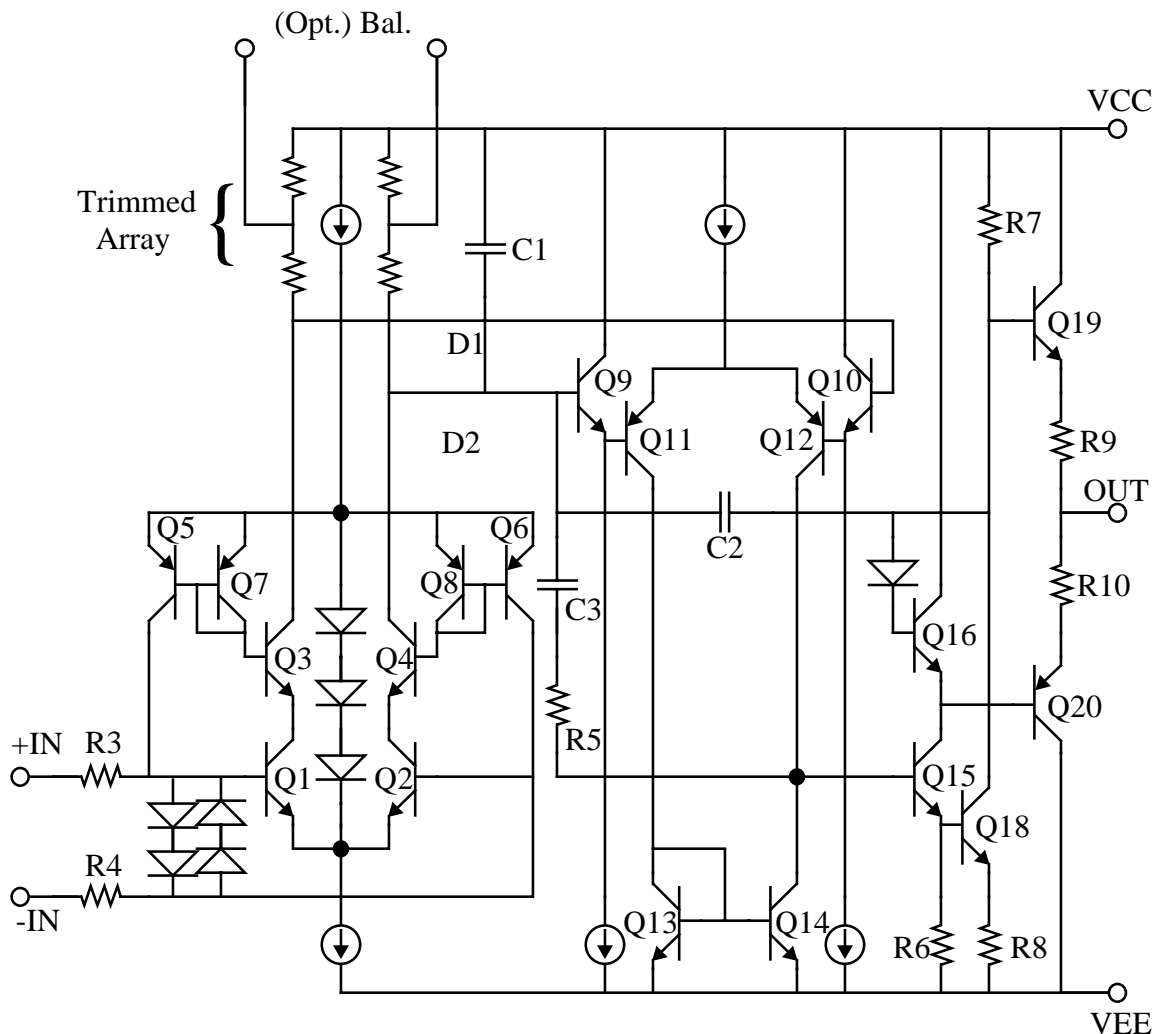 (Opt.) Bal.
VCC
Trimmed
Array
{
C1
R7
D1
Q19
Q9
Q10
D2
Q11
Q12
R9
OUT
Q5
Q6
C2
Q7
Q8
C3
R10
Q16
Q3
Q4
Q20
+IN
R3
R5
Q1
Q2
Q15
Q18
R4
-IN
Q13
Q14
R6
R8
VEE